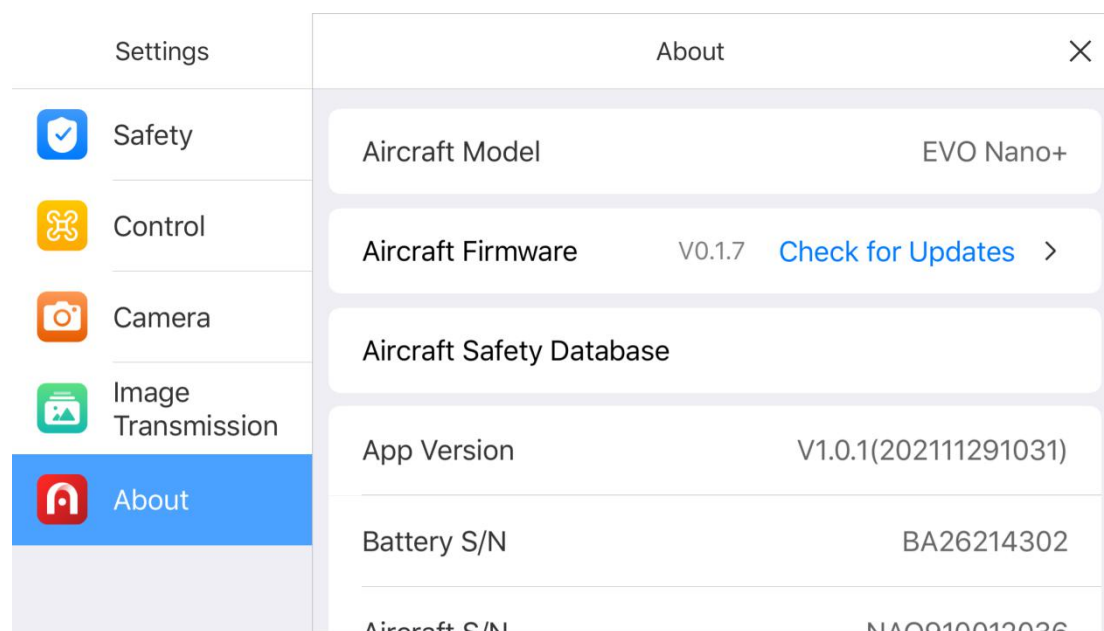 Settings
About
Safety
Control
Camera
Image
Transmission
About
Aircraft Model EVO Nano+
Aircraft Firmware V0.1.7 Check for Updates
Aircraft Safety Database
App Version V1.0.1(202111291031)
Battery S/N BA26214302
Aircraft S/N